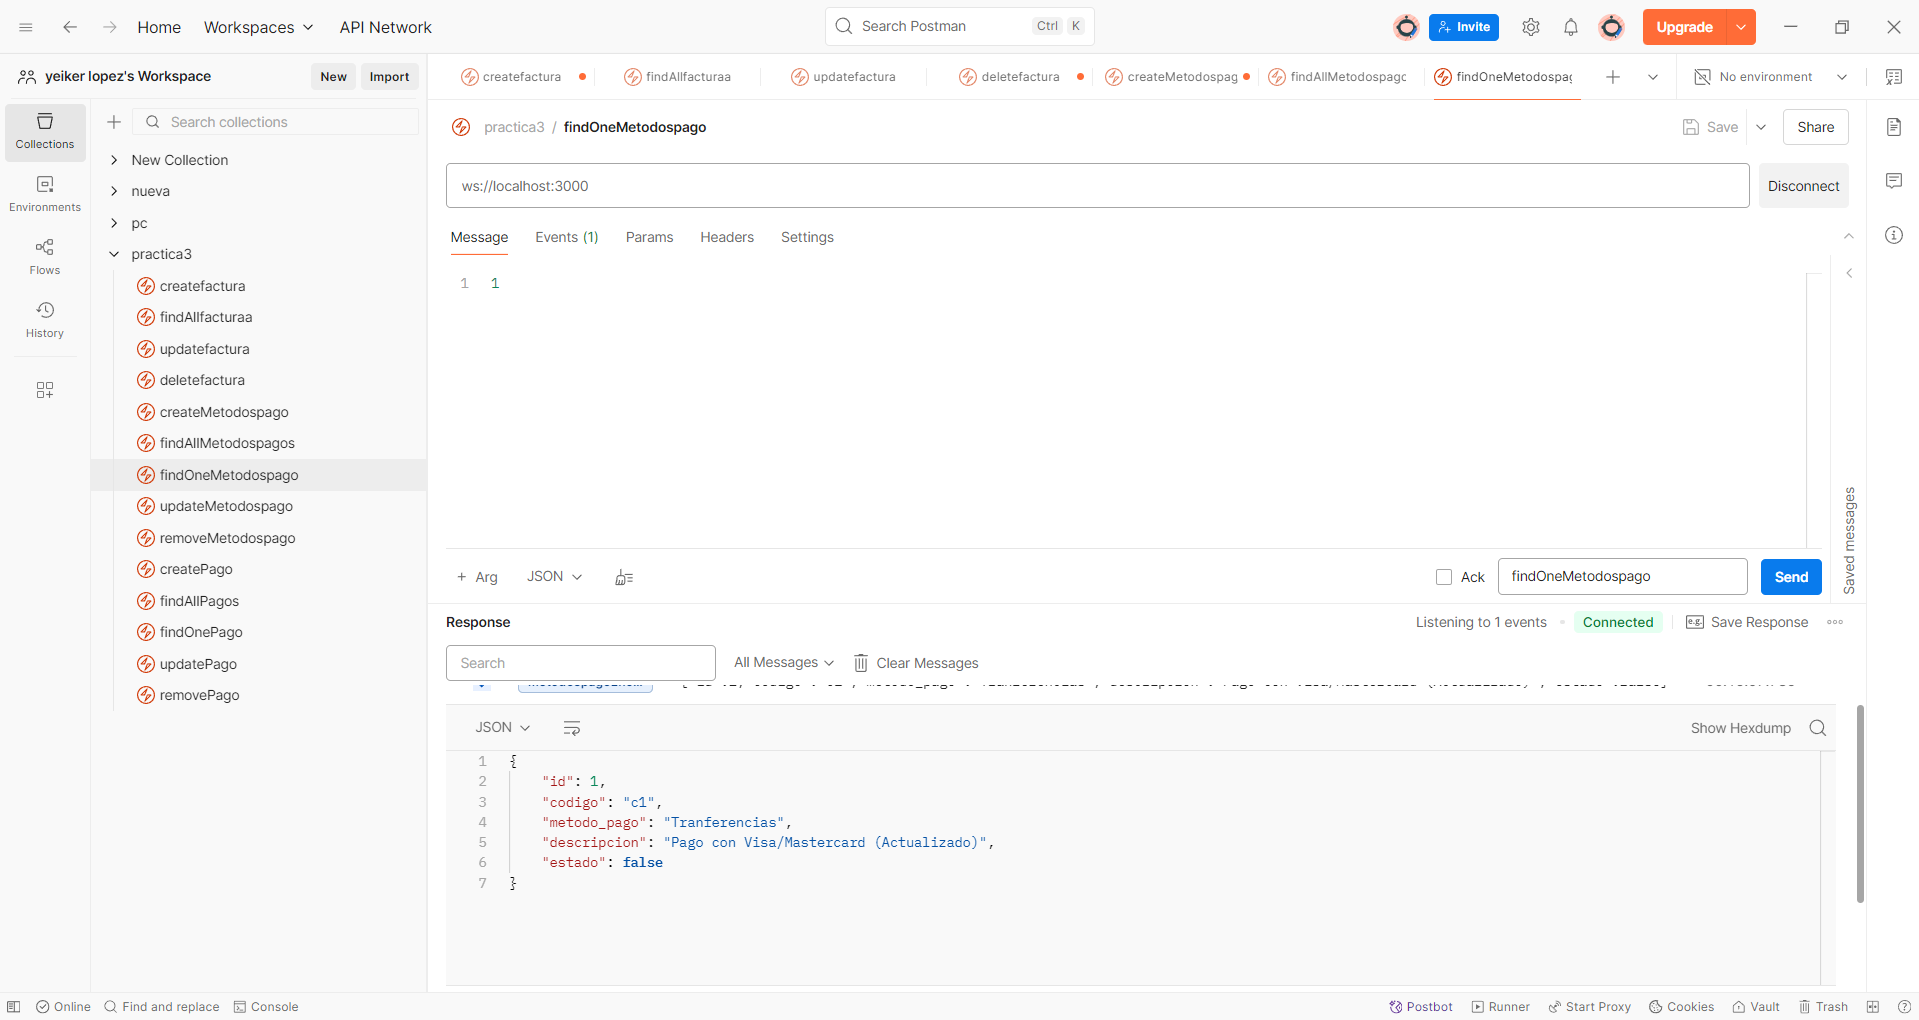 Home Workspaces API Network Search Postman Ctrl K Invite Upgrade
yeiker lopez's Workspace New Import
createfactura findAllfacturaa updatefactura deletefactura createMetodospag findAllMetodospago findOneMetodospag No environment
Collections
Environments
Flows
History
Search collections
New Collection
nueva
pc
practica3
createfactura
findAllfacturaa
updatefactura
deletefactura
createMetodospago
findAllMetodospagos
findOneMetodospago
updateMetodospago
removeMetodospago
createPago
findAllPagos
findOnePago
updatePago
removePago
practica3 / findOneMetodospago Save Share
ws://localhost:3000 Disconnect
Message Events (1) Params Headers Settings
1 1
Saved messages
+ Arg JSON Ack findOneMetodospago Send
Response Listening to 1 events Connected Save Response
Search All Messages Clear Messages
JSON Show Hexdump
1 {
2 "id": 1,
3 "codigo": "c1",
4 "metodo_pago": "Tranferencias",
5 "descripcion": "Pago con Visa/Mastercard (Actualizado)",
6 "estado": false
7 }
Online Find and replace Console Postbot Runner Start Proxy Cookies Vault Trash